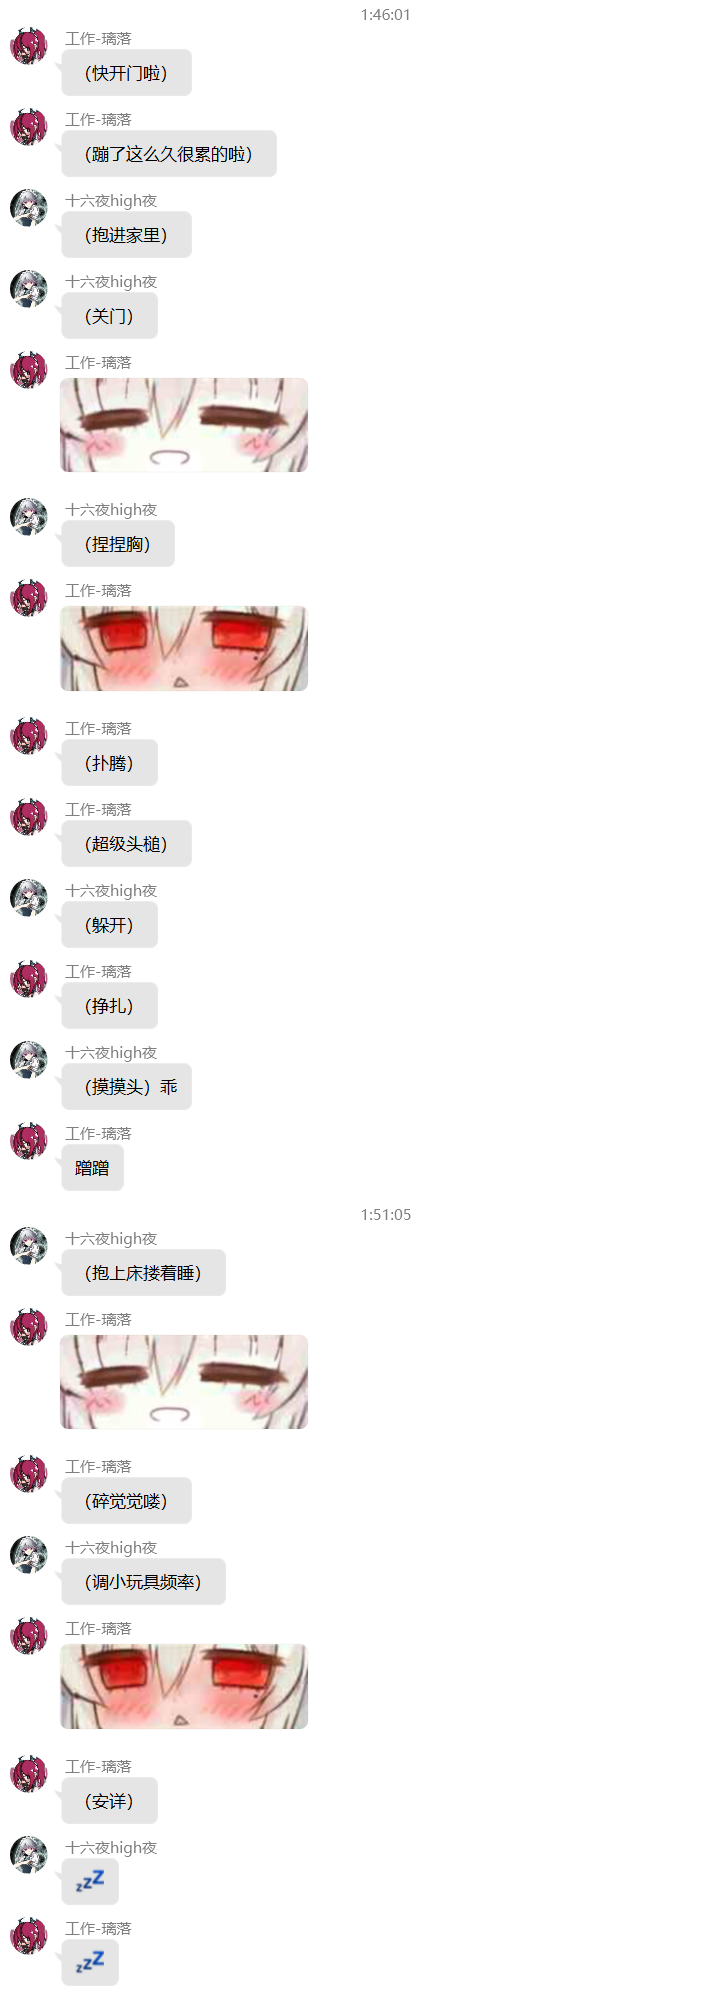 1:46:01
工作-璃落
（快开门啦）
工作-璃落
（蹦了这么久很累的啦）
十六夜high夜
（抱进家里）
十六夜high夜
（关门）
工作-璃落
十六夜high夜
（捏捏胸）
工作-璃落
工作-璃落
（扑腾）
工作-璃落
（超级头槌）
十六夜high夜
（躲开）
工作-璃落
（挣扎）
十六夜high夜
（摸摸头）乖
工作-璃落
蹭蹭
1:51:05
十六夜high夜
（抱上床搂着睡）
工作-璃落
工作-璃落
（碎觉觉喽）
十六夜high夜
（调小玩具频率）
工作-璃落
工作-璃落
（安详）
十六夜high夜
zzZ
工作-璃落
zzZ